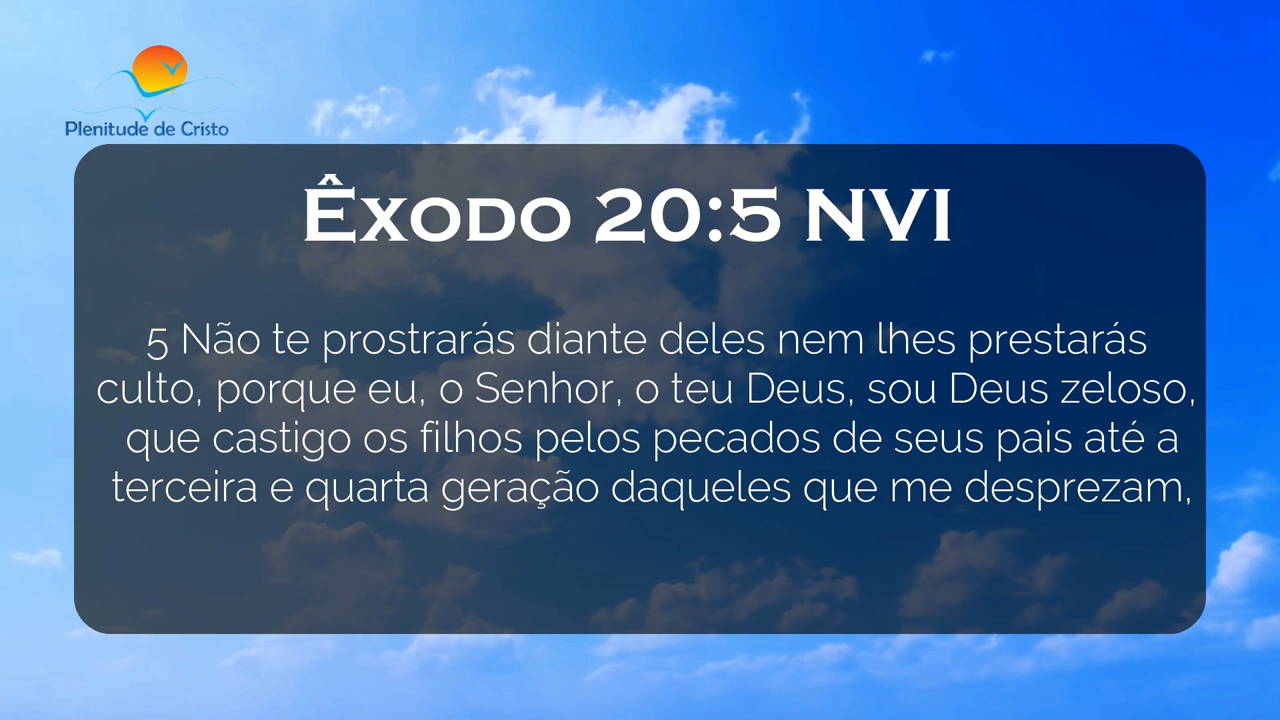 Plenitude de Cristo
Êxodo 20:5 NVI
5 Não te prostrarás diante deles nem lhes prestarás
culto, porque eu, o Senhor, o teu Deus, sou Deus zeloso,
que castigo os filhos pelos pecados de seus pais até a
terceira e quarta geração daqueles que me desprezam,